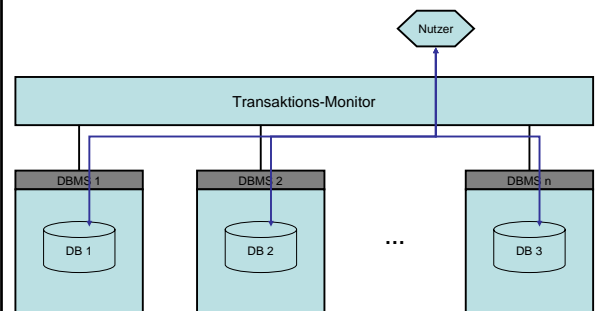 Nutzer
Transaktions-Monitor
DBMS 1
DBMS 2
DBMS n
DB 1
DB 2
...
DB 3